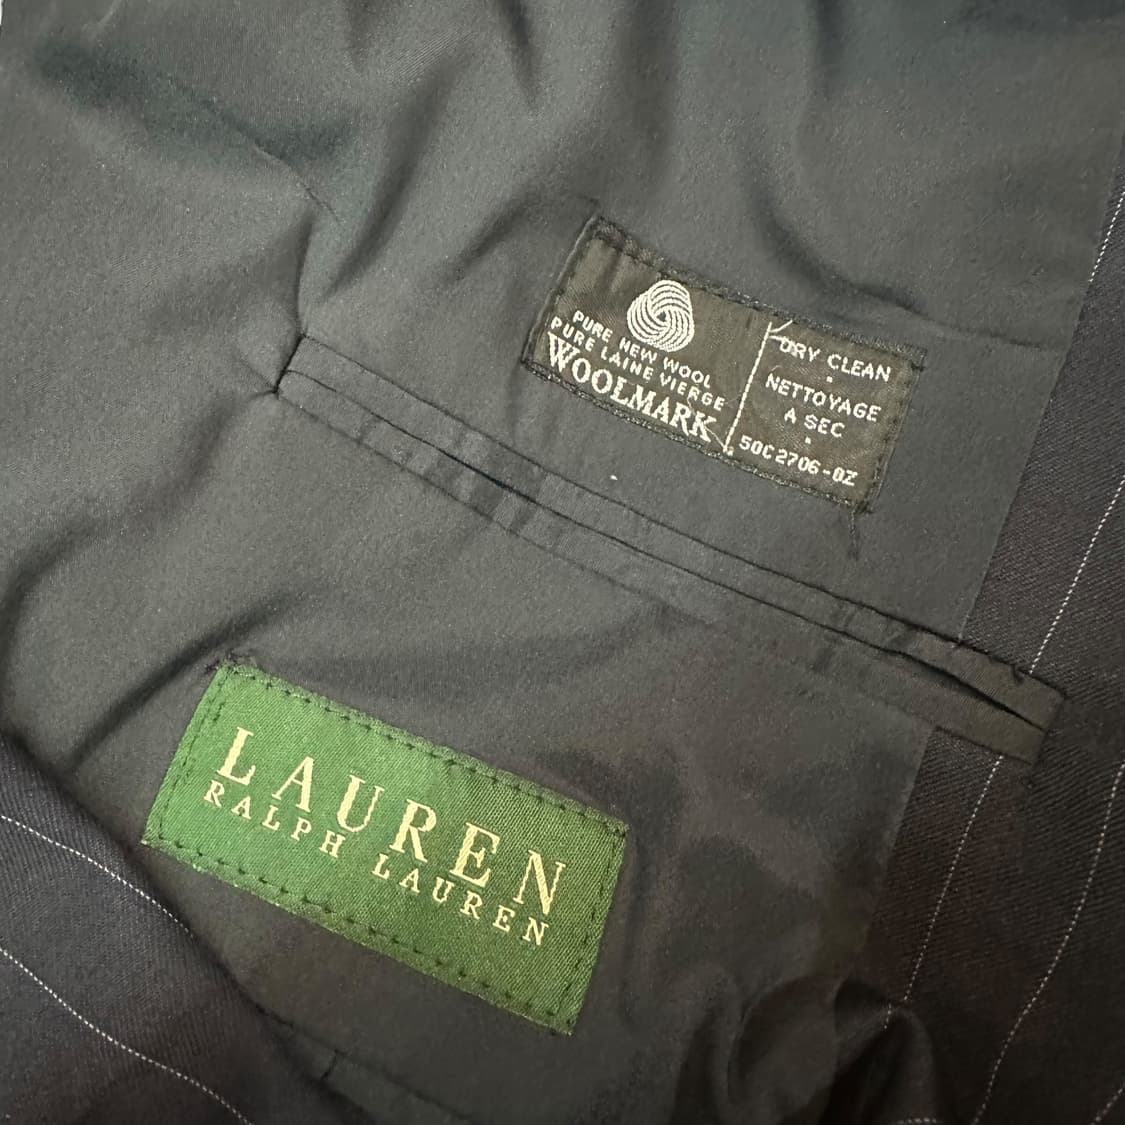 PURE NEW WOOL
PURE LAINE VIERGE
WOOLMARK
DRY CLEAN
NETTOYAGE
A SEC
50C2706-0Z
LAUREN
RALPH LAUREN